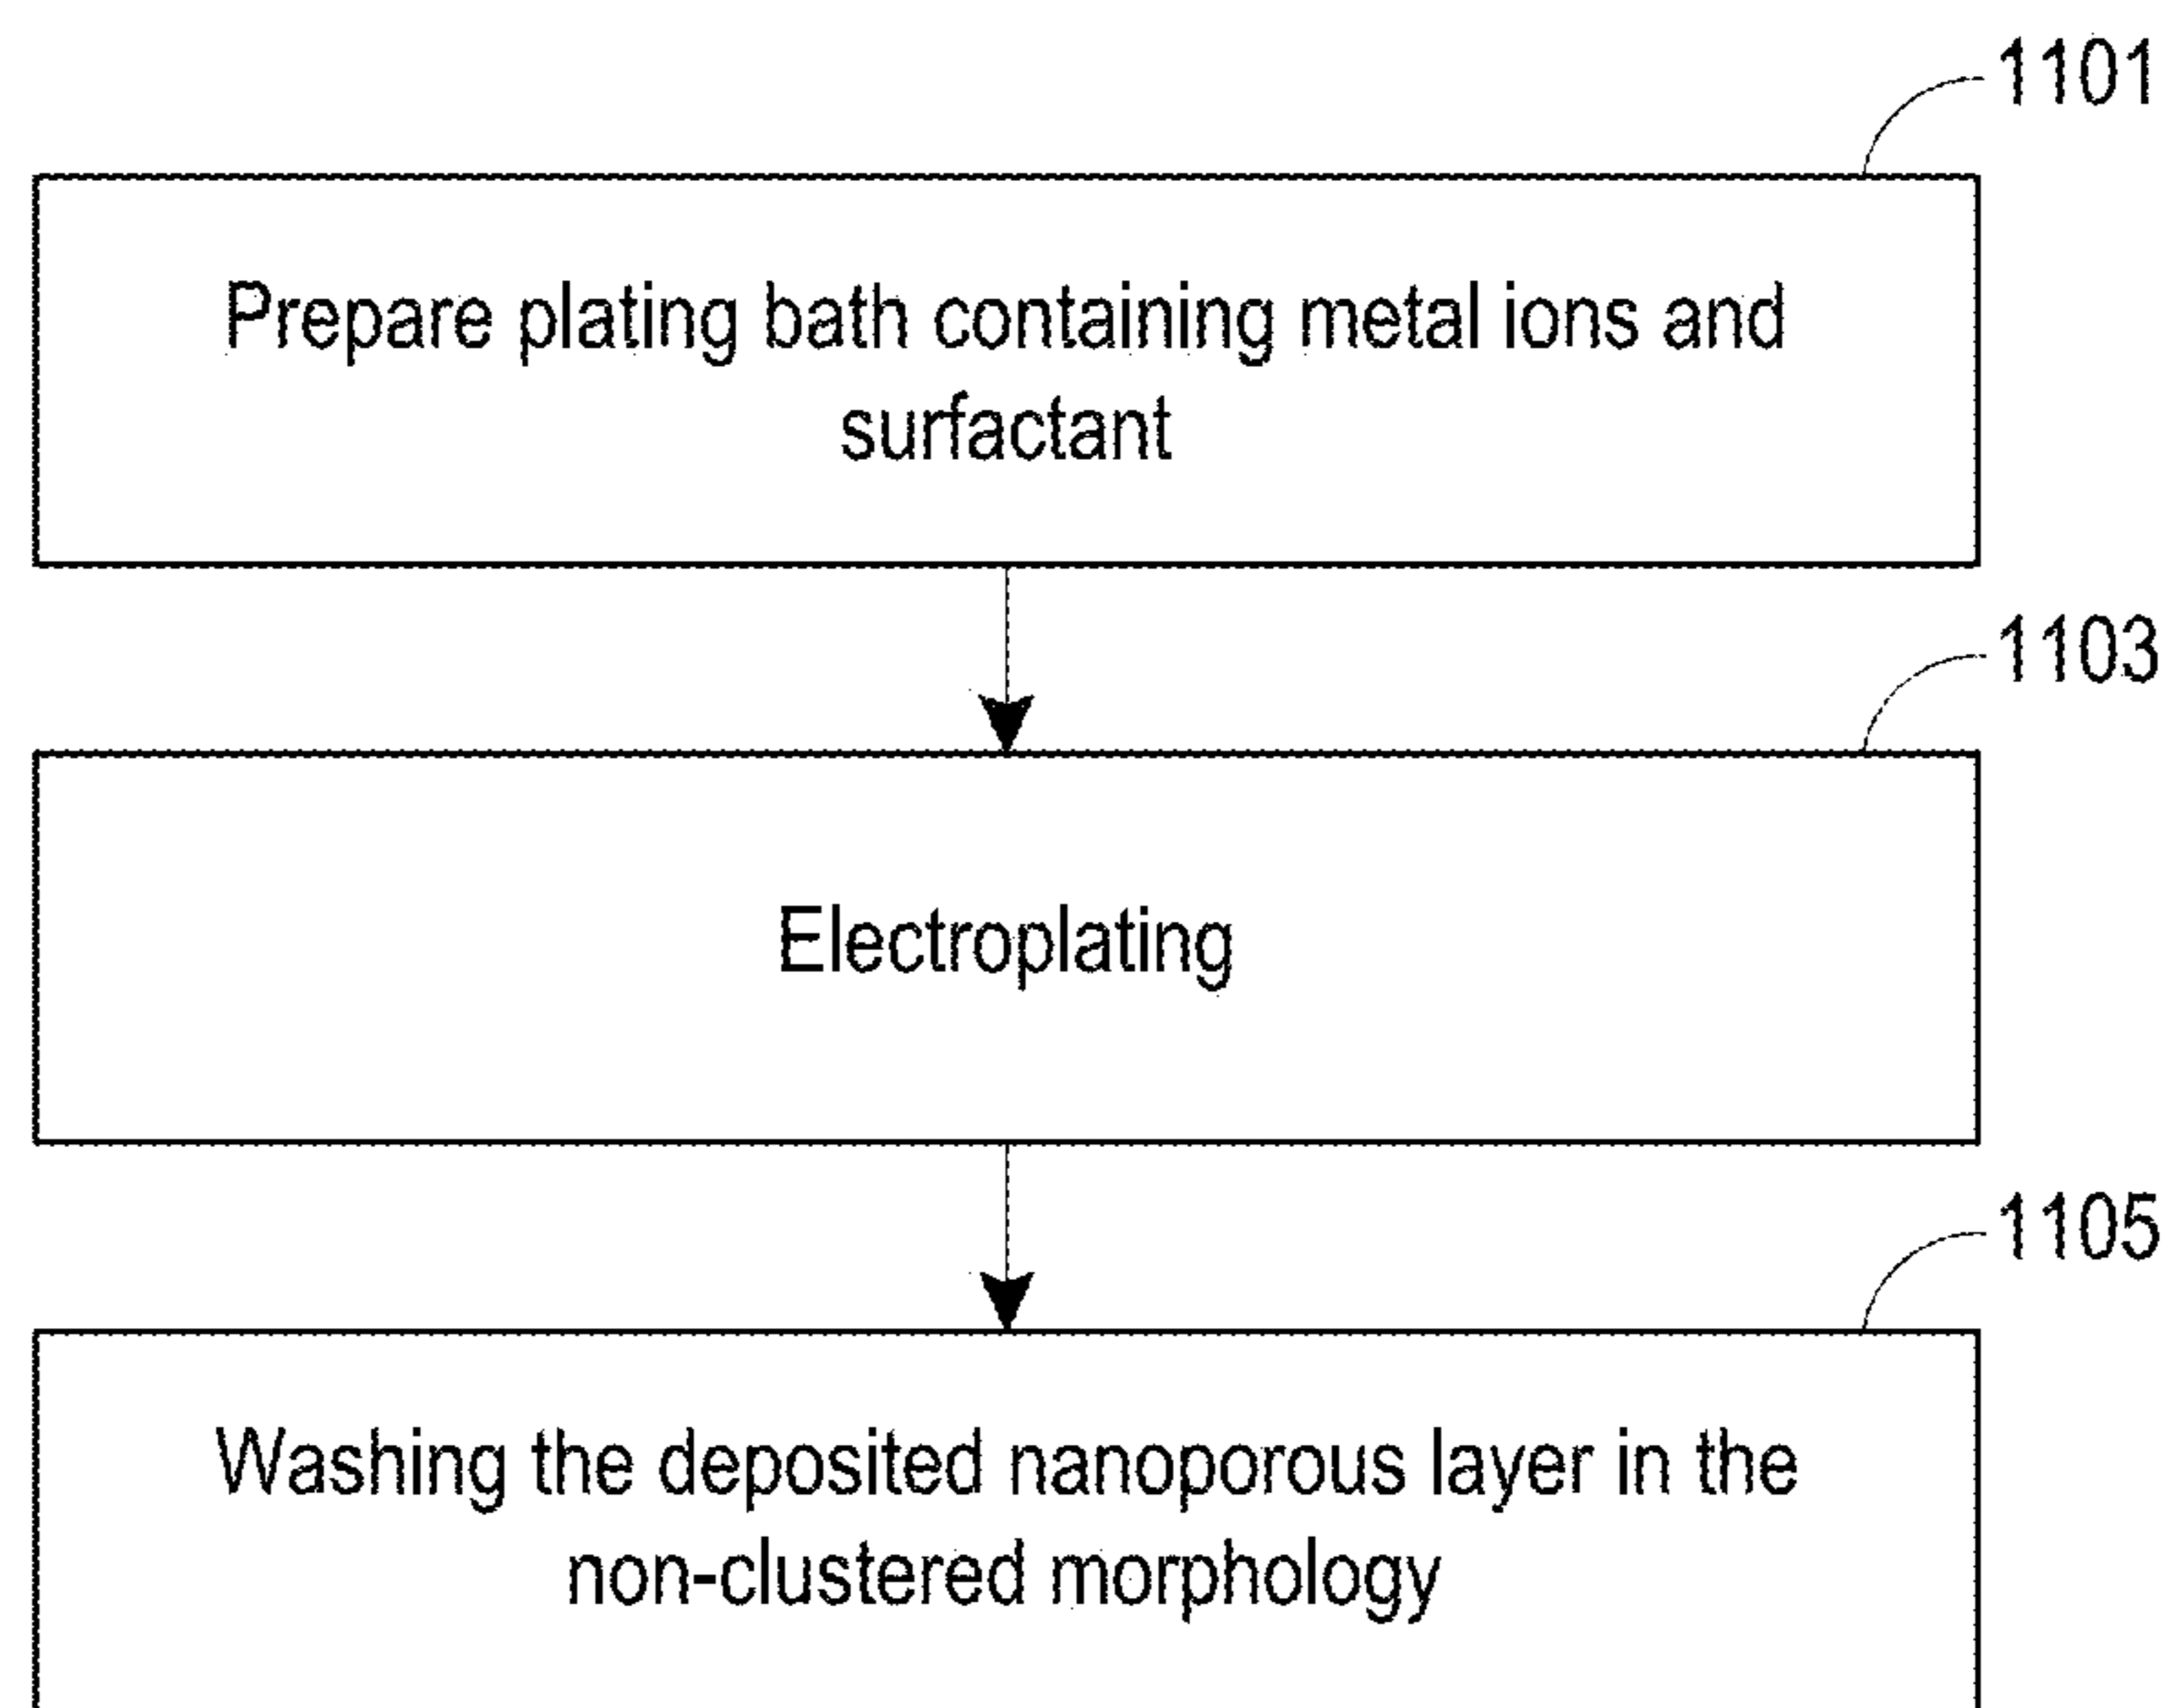 1101
Prepare plating bath containing metal ions and
surfactant
1103
Electroplating
1105
Washing the deposited nanoporous layer in the
non-clustered morphology